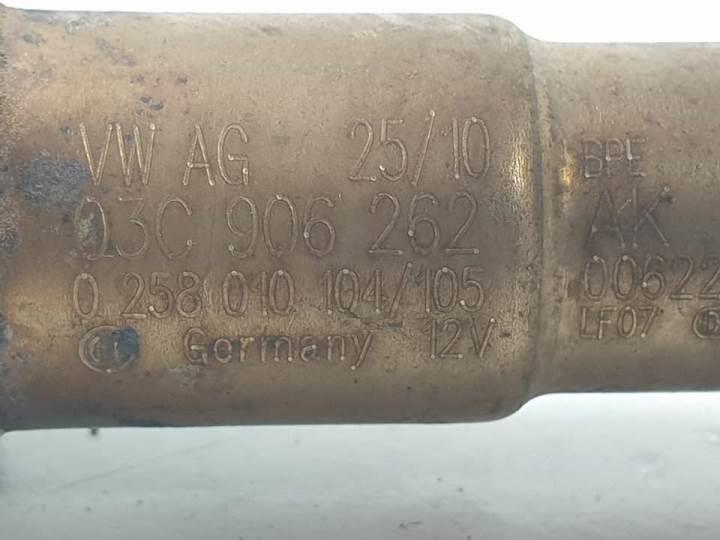 VW AG 25/10
03C 906 262
0 258 010 104/105
Germany 12V
BPE
AK
00622
LF07